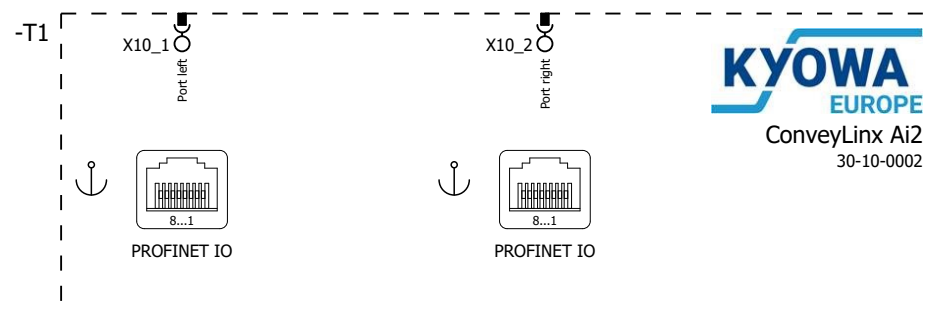 -T1
X10_1
Port left
X10_2
Port right
KYOWA
EUROPE
ConveyLinx Ai2
30-10-0002
8...1
PROFINET IO
8...1
PROFINET IO